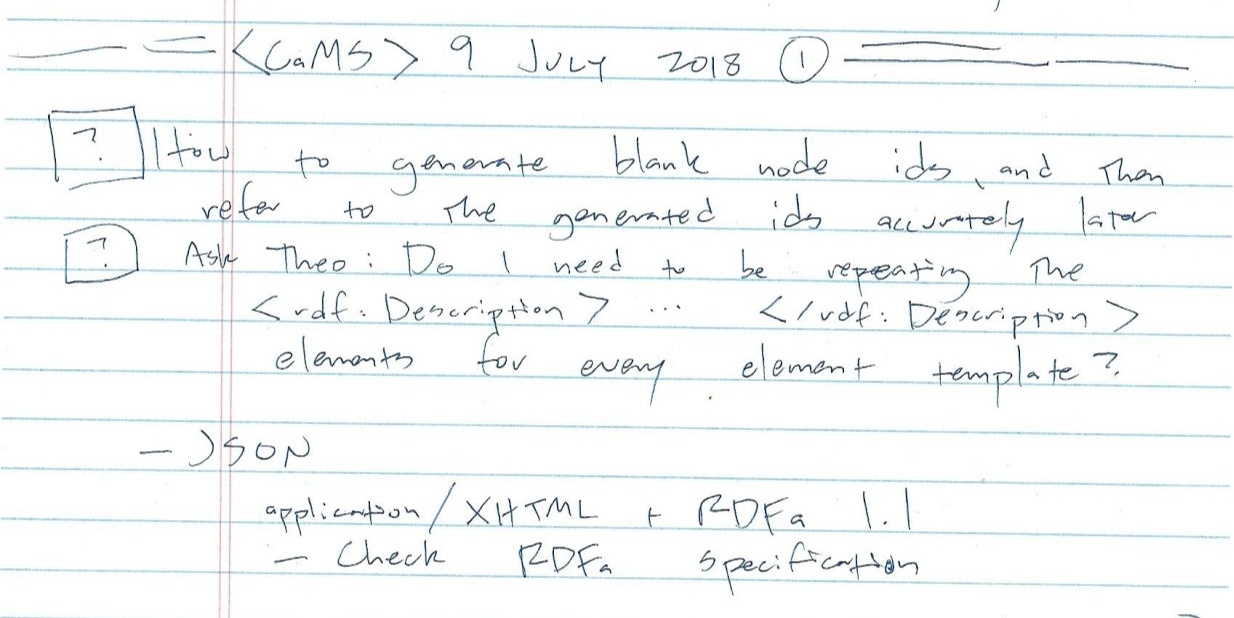 <CaMS> 9 July 2018 ①
? How to generate blank node ids, and then
refer to the generated ids accurately later
? Ask Theo: Do I need to be repeating the
<rdf: Description> ... </rdf: Description>
elements for every element template?
— JSON
application/XHTML + RDFa 1.1
— Check RDFa specification